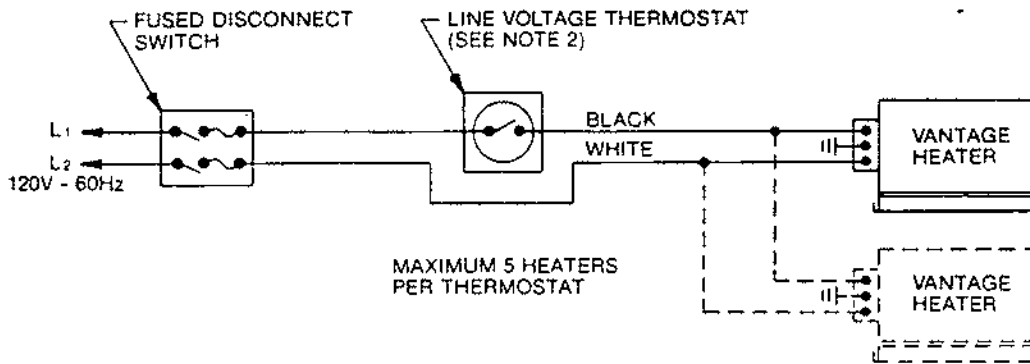 FUSED DISCONNECT
SWITCH
LINE VOLTAGE THERMOSTAT
(SEE NOTE 2)
L1
L2
120V - 60Hz
BLACK
WHITE
VANTAGE
HEATER
MAXIMUM 5 HEATERS
PER THERMOSTAT
VANTAGE
HEATER